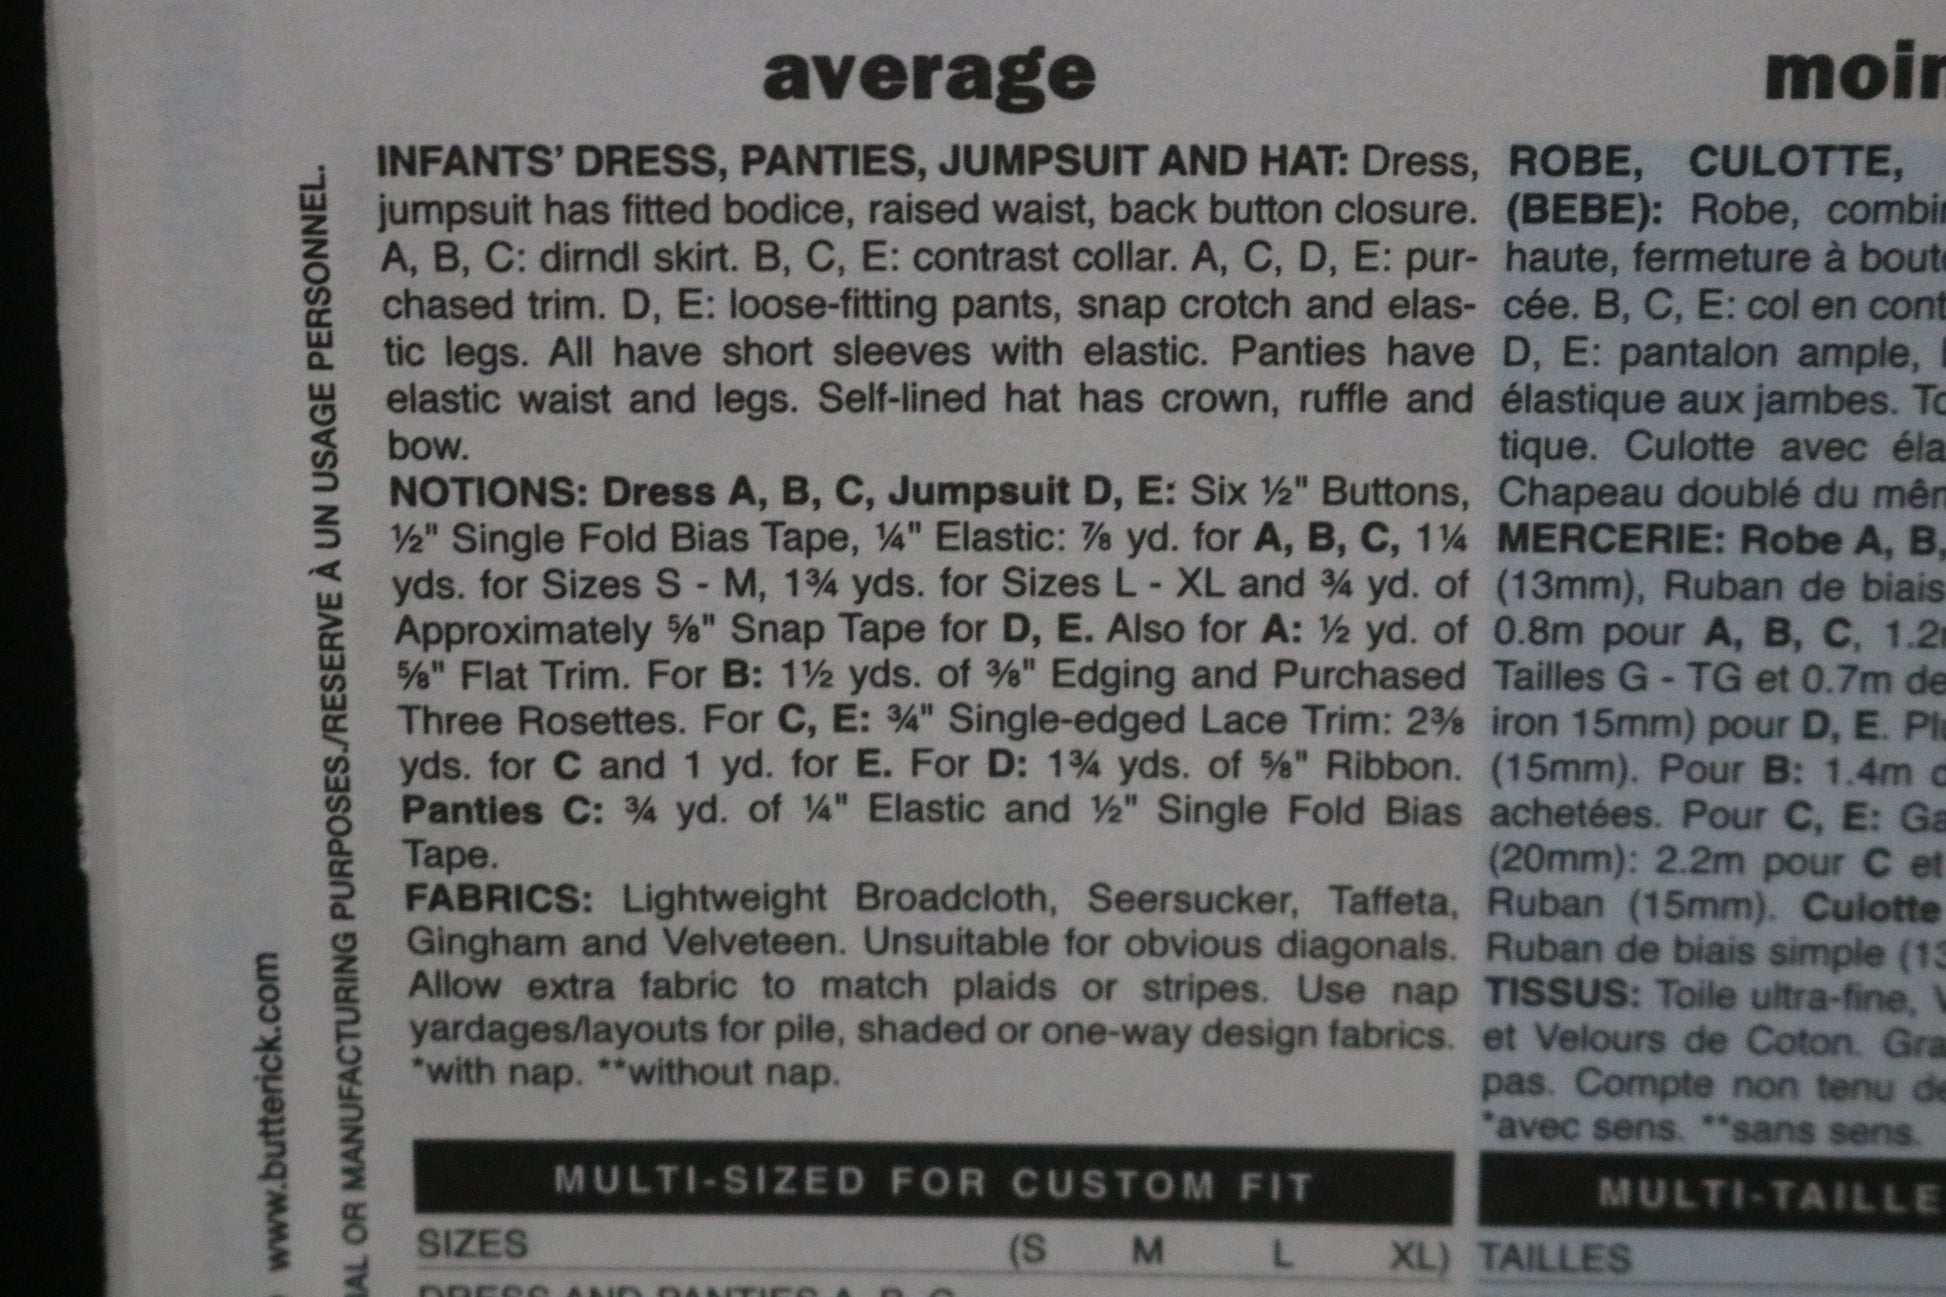 average
INFANTS' DRESS, PANTIES, JUMPSUIT AND HAT: Dress,
jumpsuit has fitted bodice, raised waist, back button closure.
A, B, C: dirndl skirt. B, C, E: contrast collar. A, C, D, E: pur-
chased trim. D, E: loose-fitting pants, snap crotch and elas-
tic legs. All have short sleeves with elastic. Panties have
elastic waist and legs. Self-lined hat has crown, ruffle and
bow.
NOTIONS: Dress A, B, C, Jumpsuit D, E: Six ½" Buttons,
½" Single Fold Bias Tape, ¼" Elastic: ⅞ yd. for A, B, C, 1¼
yds. for Sizes S - M, 1¾ yds. for Sizes L - XL and ¾ yd. of
Approximately ⅝" Snap Tape for D, E. Also for A: ½ yd. of
⅝" Flat Trim. For B: 1½ yds. of ⅜" Edging and Purchased
Three Rosettes. For C, E: ¾" Single-edged Lace Trim: 2⅜
yds. for C and 1 yd. for E. For D: 1¾ yds. of ⅝" Ribbon.
Panties C: ¾ yd. of ¼" Elastic and ½" Single Fold Bias
Tape.
FABRICS: Lightweight Broadcloth, Seersucker, Taffeta,
Gingham and Velveteen. Unsuitable for obvious diagonals.
Allow extra fabric to match plaids or stripes. Use nap
yardages/layouts for pile, shaded or one-way design fabrics.
*with nap. **without nap.
MULTI-SIZED FOR CUSTOM FIT
SIZES (S M L XL)
DRESS AND PANTIES A, B, C
moin
ROBE, CULOTTE,
(BEBE): Robe, combi
haute, fermeture à bout
cée. B, C, E: col en cont
D, E: pantalon ample,
élastique aux jambes. To
tique. Culotte avec éla
Chapeau doublé du mêm
MERCERIE: Robe A, B,
(13mm), Ruban de biais
0.8m pour A, B, C, 1.2
Tailles G - TG et 0.7m de
iron 15mm) pour D, E. Pl
(15mm). Pour B: 1.4m
achetées. Pour C, E: Ga
(20mm): 2.2m pour C et
Ruban (15mm). Culotte
Ruban de biais simple (13
TISSUS: Toile ultra-fine,
et Velours de Coton. Gra
pas. Compte non tenu de
*avec sens. **sans sens.
MULTI-TAILLE
TAILLES
www.butterick.com
IAL OR MANUFACTURING PURPOSES./RESERVE À UN USAGE PERSONNEL.